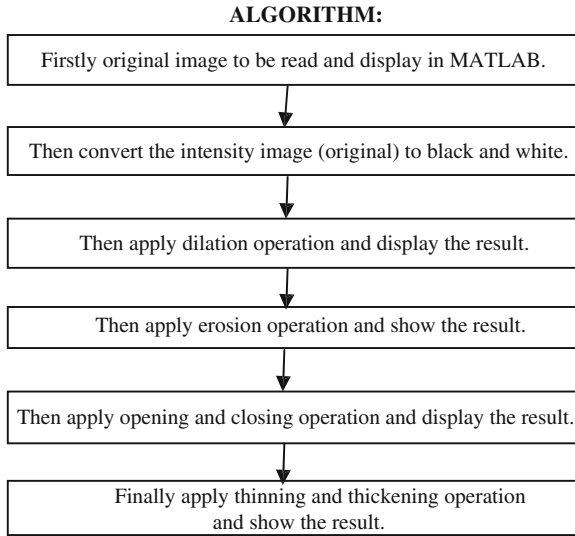 ALGORITHM:
Firstly original image to be read and display in MATLAB.
Then convert the intensity image (original) to black and white.
Then apply dilation operation and display the result.
Then apply erosion operation and show the result.
Then apply opening and closing operation and display the result.
Finally apply thinning and thickening operation
and show the result.